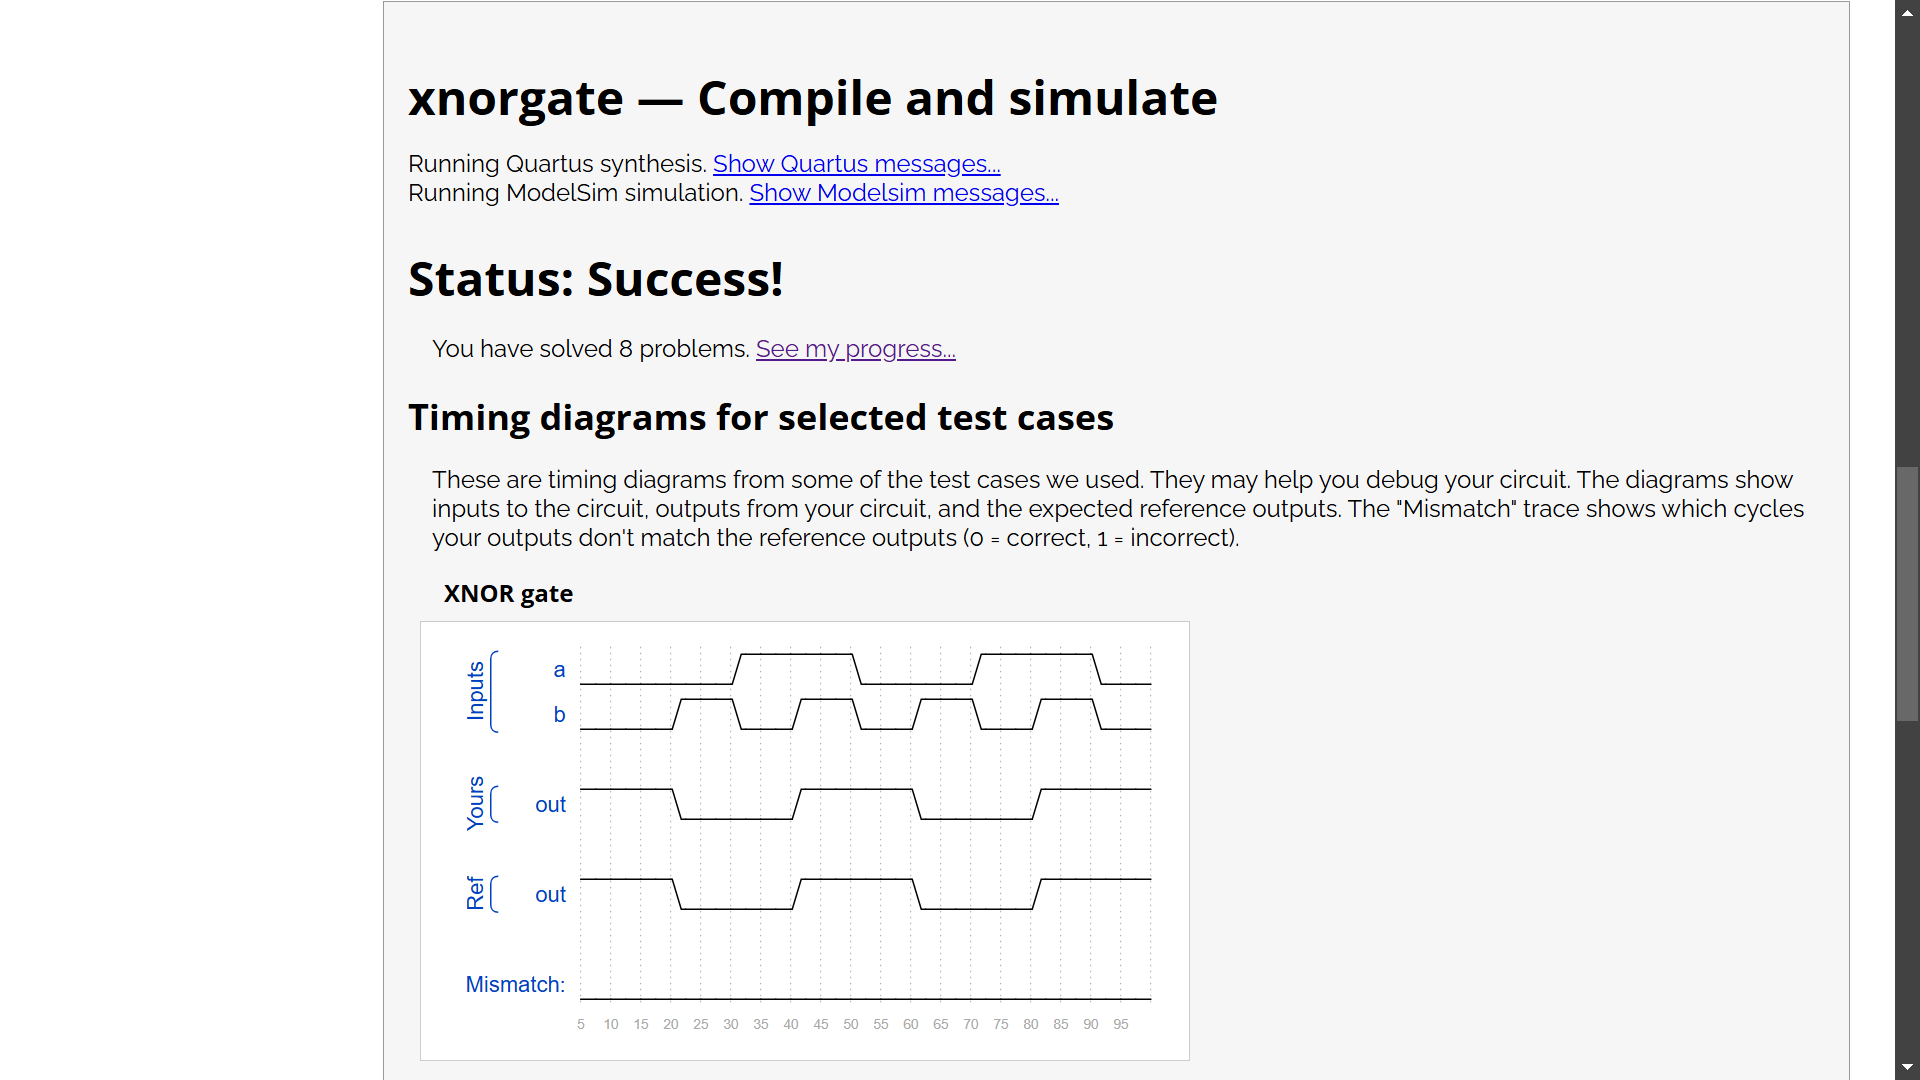 xnorgate — Compile and simulate
Running Quartus synthesis. Show Quartus messages...
Running ModelSim simulation. Show Modelsim messages...
Status: Success!
You have solved 8 problems. See my progress...
Timing diagrams for selected test cases
These are timing diagrams from some of the test cases we used. They may help you debug your circuit. The diagrams show
inputs to the circuit, outputs from your circuit, and the expected reference outputs. The "Mismatch" trace shows which cycles
your outputs don't match the reference outputs (0 = correct, 1 = incorrect).
XNOR gate
Inputs
a
b
Yours
out
Ref
out
Mismatch:
5 10 15 20 25 30 35 40 45 50 55 60 65 70 75 80 85 90 95